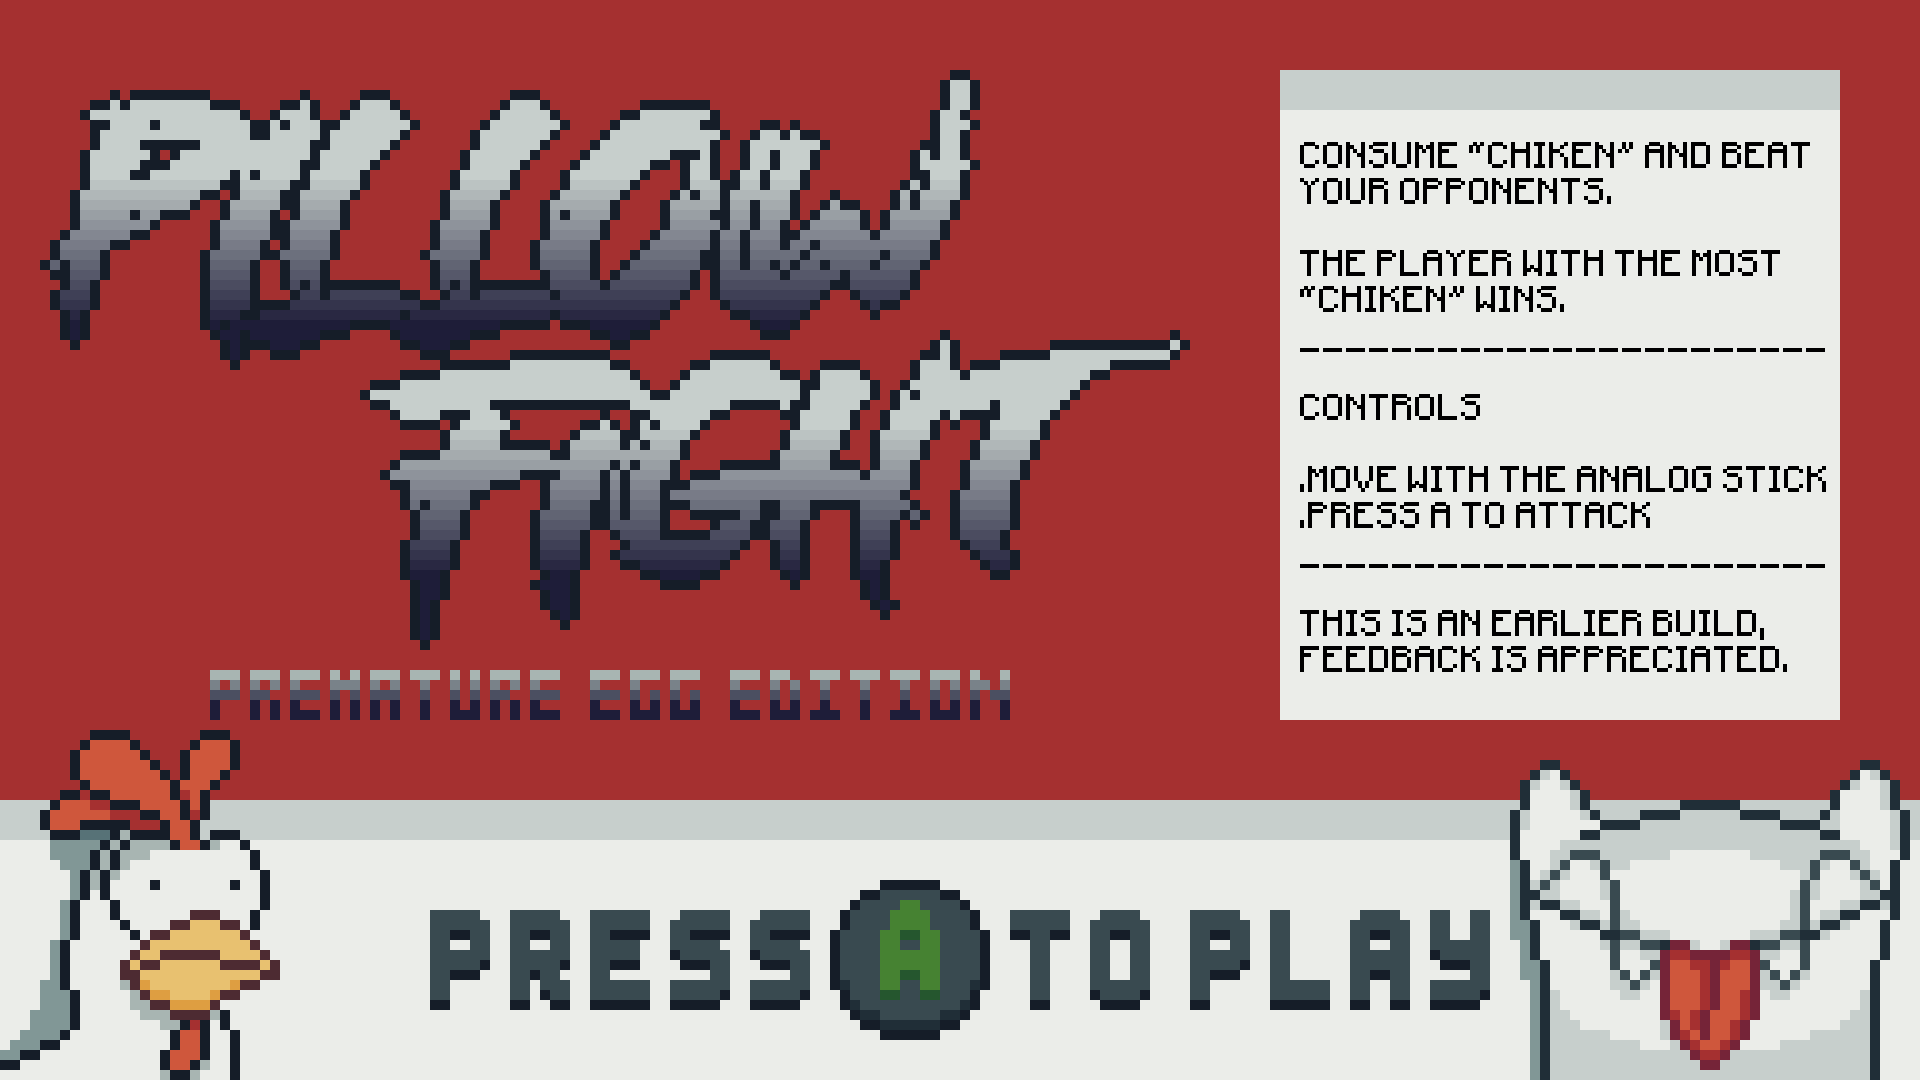 PILLOW
FIGHT
PREMATURE EGG EDITION
CONSUME "CHIKEN" AND BEAT
YOUR OPPONENTS.
THE PLAYER WITH THE MOST
"CHIKEN" WINS.
------------------------
CONTROLS
.MOVE WITH THE ANALOG STICK
.PRESS A TO ATTACK
------------------------
THIS IS AN EARLIER BUILD,
FEEDBACK IS APPRECIATED.
PRESS A TO PLAY